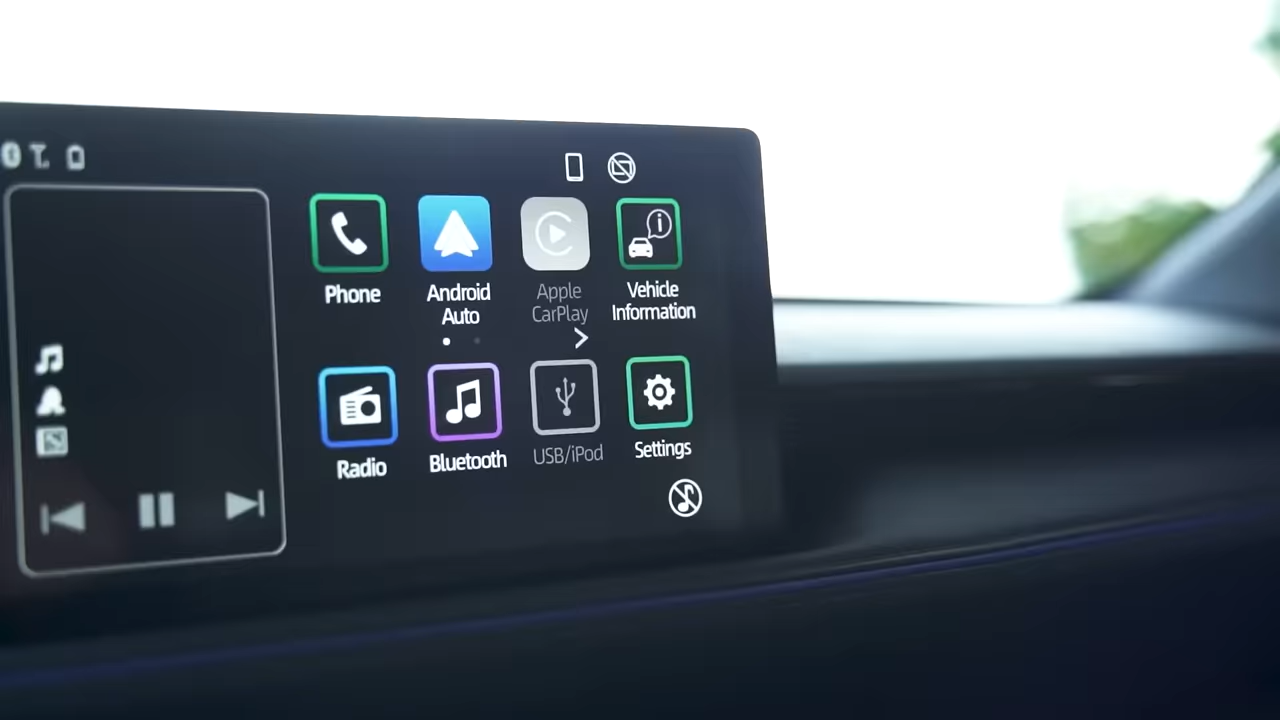 Phone
Android
Auto
Apple
CarPlay
Vehicle
Information
Radio
Bluetooth
USB/iPod
Settings